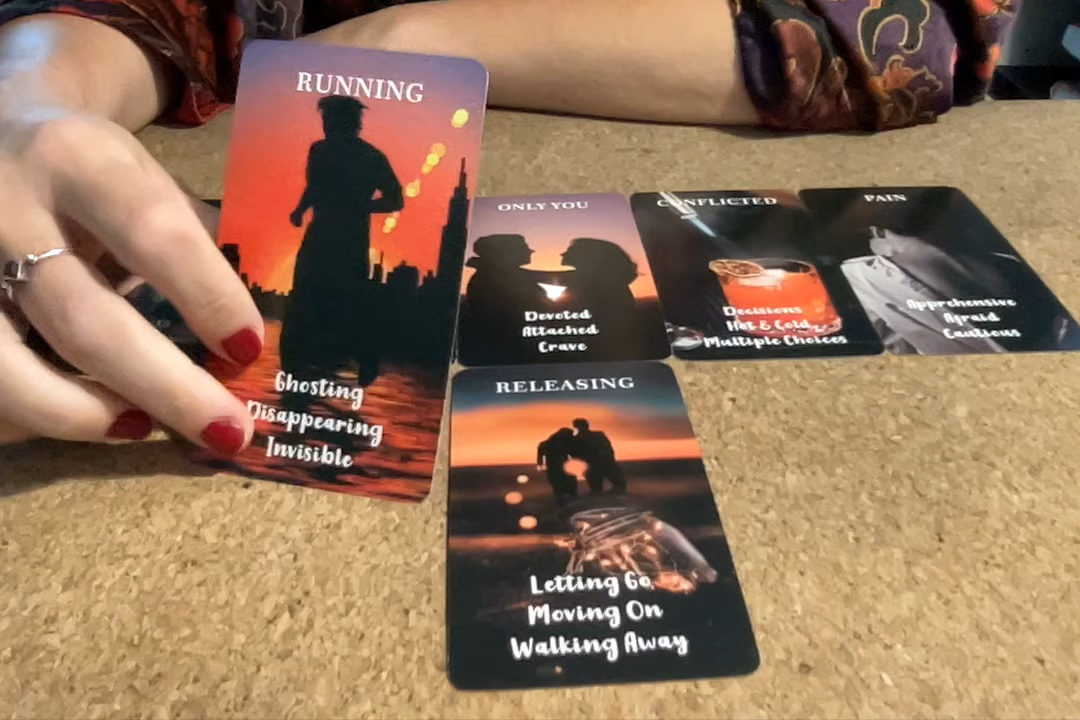 RUNNING
Ghosting
Disappearing
Invisible
ONLY YOU
Devoted
Attached
Crave
CONFLICTED
Decisions
Hot & Cold
Multiple Choices
PAIN
Apprehensive
Afraid
Cautious
RELEASING
Letting Go
Moving On
Walking Away